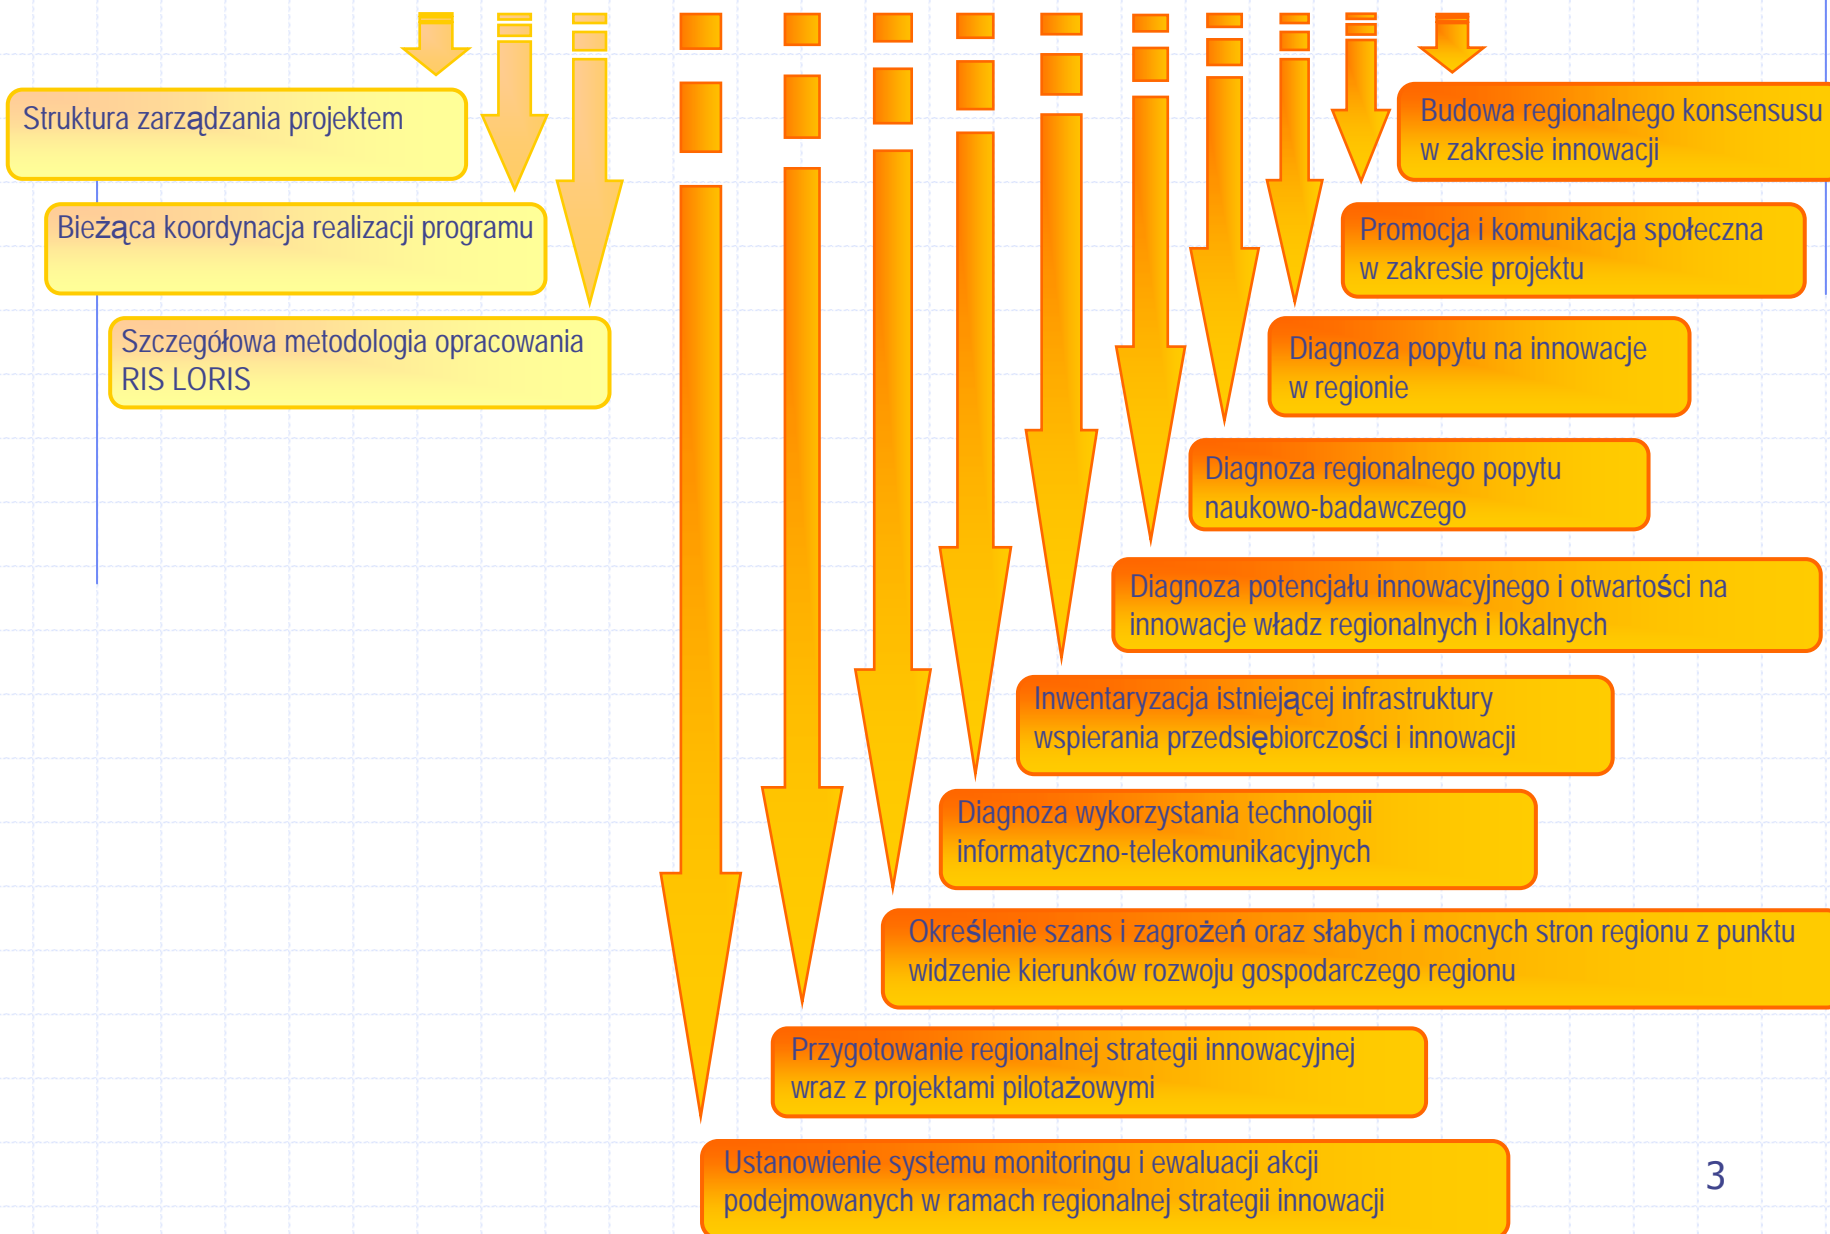 Struktura zarządzania projektem
Bieżąca koordynacja realizacji programu
Szczegółowa metodologia opracowania
RIS LORIS
Budowa regionalnego konsensusu
w zakresie innowacji
Promocja i komunikacja społeczna
w zakresie projektu
Diagnoza popytu na innowacje
w regionie
Diagnoza regionalnego popytu
naukowo-badawczego
Diagnoza potencjału innowacyjnego i otwartości na
innowacje władz regionalnych i lokalnych
Inwentaryzacja istniejącej infrastruktury
wspierania przedsiębiorczości i innowacji
Diagnoza wykorzystania technologii
informatyczno-telekomunikacyjnych
Określenie szans i zagrożeń oraz słabych i mocnych stron regionu z punktu
widzenie kierunków rozwoju gospodarczego regionu
Przygotowanie regionalnej strategii innowacyjnej
wraz z projektami pilotażowymi
Ustanowienie systemu monitoringu i ewaluacji akcji
podejmowanych w ramach regionalnej strategii innowacji
3